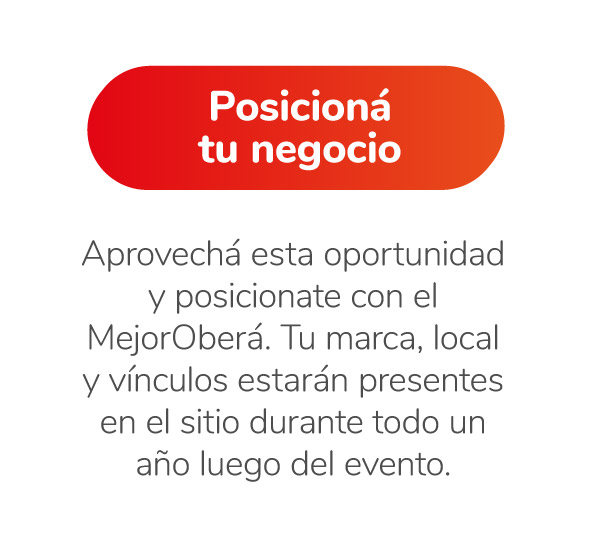 Posicioná
tu negocio
Aprovechá esta oportunidad
y posicionate con el
MejorOberá. Tu marca, local
y vínculos estarán presentes
en el sitio durante todo un
año luego del evento.